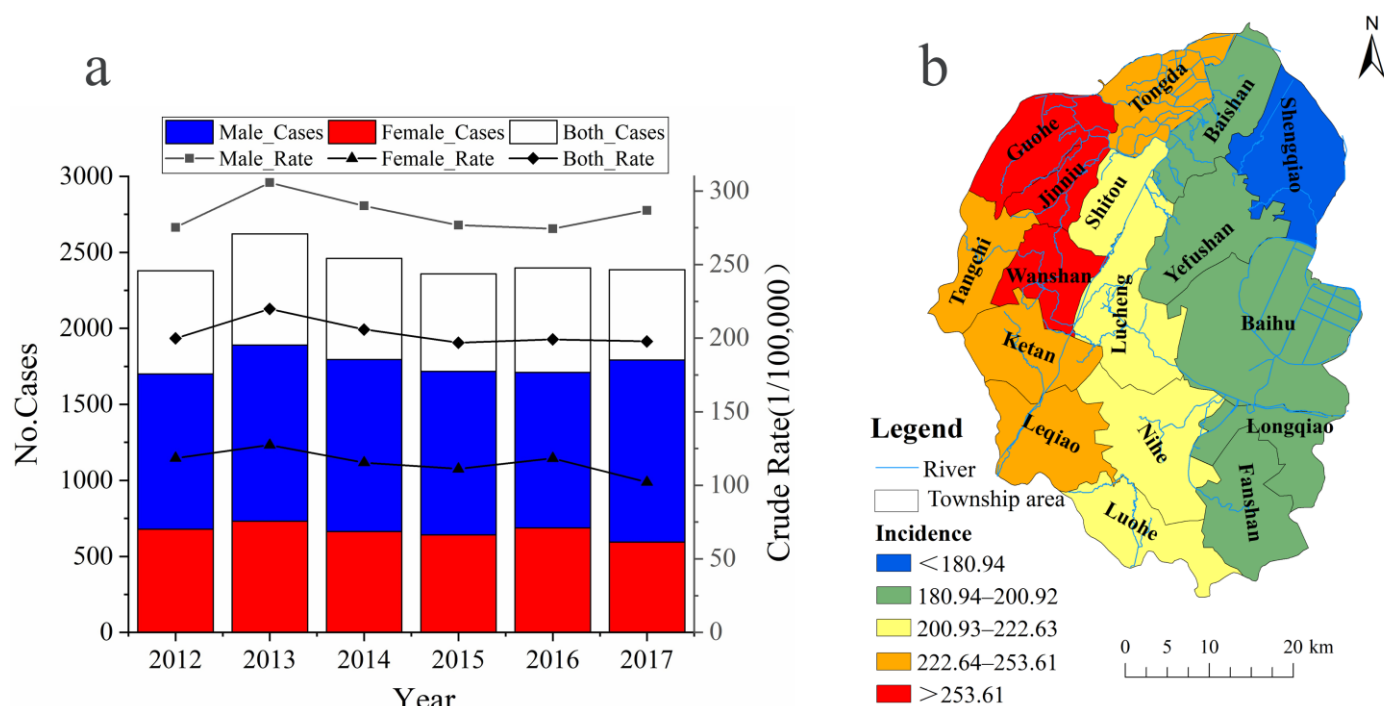 a
Male_Cases Female_Cases Both_Cases
Male_Rate Female_Rate Both_Rate
3000
2500
2000
1500
1000
500
0
No.Cases
300
250
200
150
100
50
0
Crude Rate(1/100,000)
2012 2013 2014 2015 2016 2017
Year
b
N
Tongda
Baishan
Shengqiao
Guohe
Jinniu
Shitou
Tangchi
Wanshan
Yefushan
Lucheng
Baihu
Ketan
Leqiao
Nihe
Longqiao
Fanshan
Luohe
Legend
River
Township area
Incidence
<180.94
180.94–200.92
200.93–222.63
222.64–253.61
>253.61
0 5 10 20 km